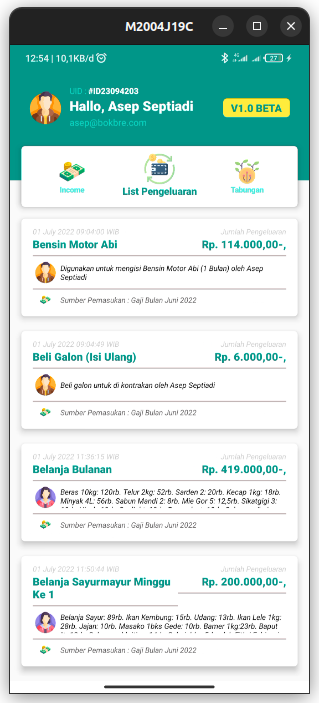 M2004J19C
12:54 | 10,1KB/d
27
UID : #ID23094203
Hallo, Asep Septiadi
asep@bokbre.com
V1.0 BETA
Income
List Pengeluaran
Tabungan
01 July 2022 09:04:00 WIB
Jumlah Pengeluaran
Bensin Motor Abi
Rp. 114.000,00-,
Digunakan untuk mengisi Bensin Motor Abi (1 Bulan) oleh Asep
Septiadi
Sumber Pemasukan : Gaji Bulan Juni 2022
01 July 2022 09:04:49 WIB
Jumlah Pengeluaran
Beli Galon (Isi Ulang)
Rp. 6.000,00-,
Beli galon untuk di kontrakan oleh Asep Septiadi
Sumber Pemasukan : Gaji Bulan Juni 2022
01 July 2022 11:35:15 WIB
Jumlah Pengeluaran
Belanja Bulanan
Rp. 419.000,00-,
Beras 10kg: 120rb. Telur 2kg: 52rb. Sarden 2: 20rb. Kecap 1kg: 18rb.
Minyak 4L: 56rb. Sabun Mandi 2: 8rb. Mie Gor 5: 12,5rb. Sikatgigi 3:
Sumber Pemasukan : Gaji Bulan Juni 2022
01 July 2022 11:50:44 WIB
Jumlah Pengeluaran
Belanja Sayurmayur Minggu
Ke 1
Rp. 200.000,00-,
Belanja Sayur: 89rb. Ikan Kembung: 15rb. Udang: 13rb. Ikan Lele 1kg:
28rb. Jajan: 10rb. Masako 1bks Gede: 10rb. Bamer 1kg:23rb. Baput
Sumber Pemasukan : Gaji Bulan Juni 2022